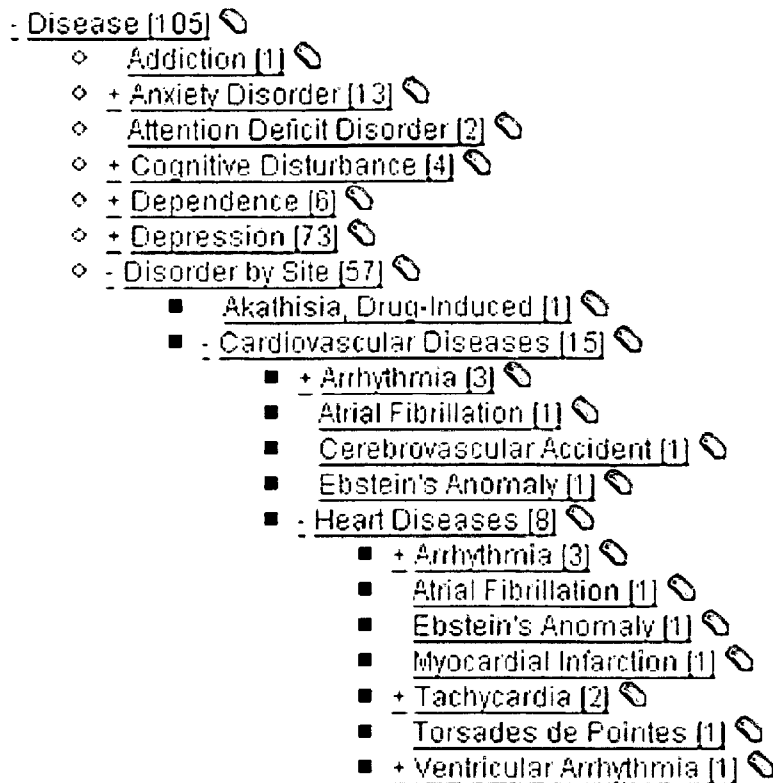 - Disease [105]
Addiction [1]
+ Anxiety Disorder [13]
Attention Deficit Disorder [2]
+ Cognitive Disturbance [4]
+ Dependence [6]
+ Depression [73]
- Disorder by Site [57]
Akathisia, Drug-Induced [1]
- Cardiovascular Diseases [15]
+ Arrhythmia [3]
Atrial Fibrillation [1]
Cerebrovascular Accident [1]
Ebstein's Anomaly [1]
- Heart Diseases [8]
+ Arrhythmia [3]
Atrial Fibrillation [1]
Ebstein's Anomaly [1]
Myocardial Infarction [1]
+ Tachycardia [2]
Torsades de Pointes [1]
+ Ventricular Arrhythmia [1]